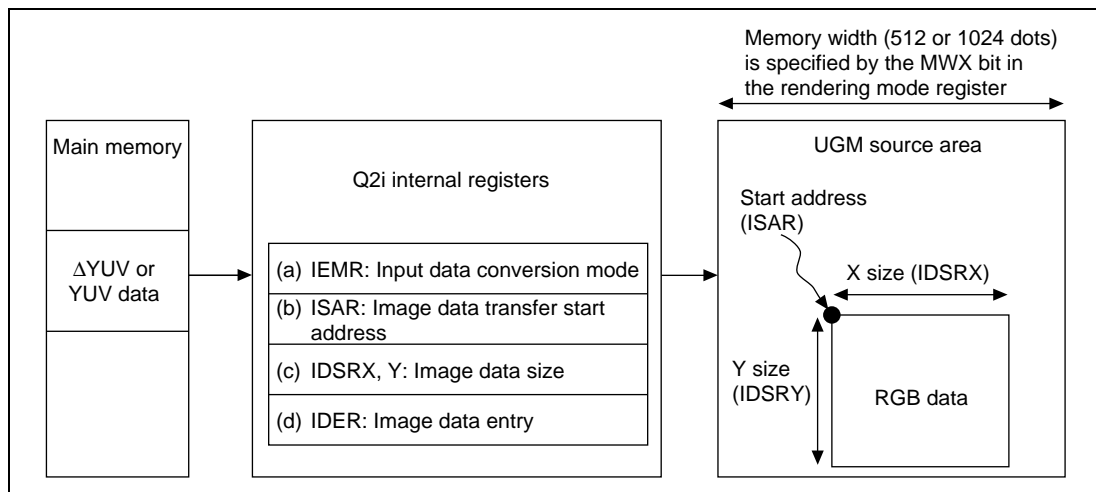 Memory width (512 or 1024 dots)
is specified by the MWX bit in
the rendering mode register
Main memory
ΔYUV or
YUV data
Q2i internal registers
(a) IEMR: Input data conversion mode
(b) ISAR: Image data transfer start
address
(c) IDSRX, Y: Image data size
(d) IDER: Image data entry
UGM source area
Start address
(ISAR)
X size (IDSRX)
Y size
(IDSRY)
RGB data